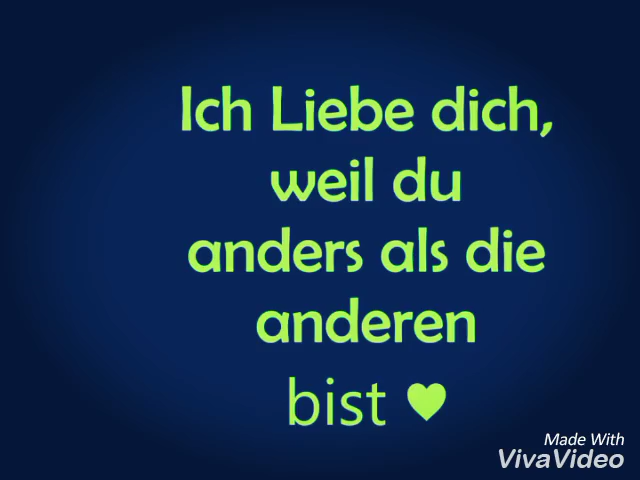 Ich Liebe dich,
weil du
anders als die
anderen
bist ♥
Made With
VivaVideo